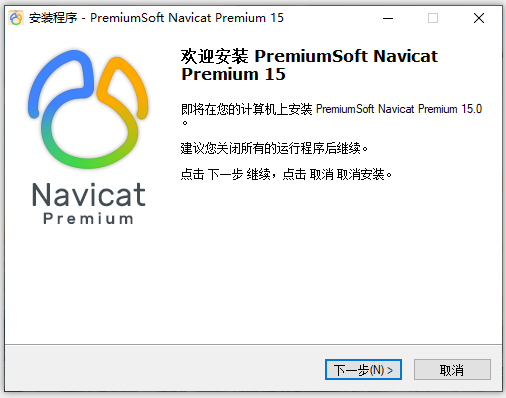 安装程序 - PremiumSoft Navicat Premium 15
欢迎安装 PremiumSoft Navicat
Premium 15
即将在您的计算机上安装 PremiumSoft Navicat Premium 15.0
。
建议您关闭所有的运行程序后继续。
点击 下一步 继续，点击 取消 取消安装。
Navicat
Premium
下一步(N) >
取消